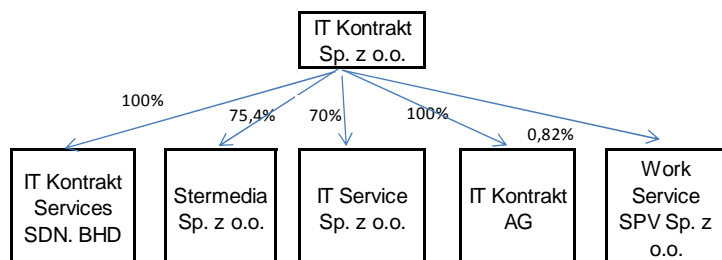 IT Kontrakt
Sp. z o.o.
100%
75,4%
70%
100%
0,82%
IT Kontrakt
Services
SDN. BHD
Stermedia
Sp. z o.o.
IT Service
Sp. z o.o.
IT Kontrakt
AG
Work
Service
SPV Sp. z
o.o.